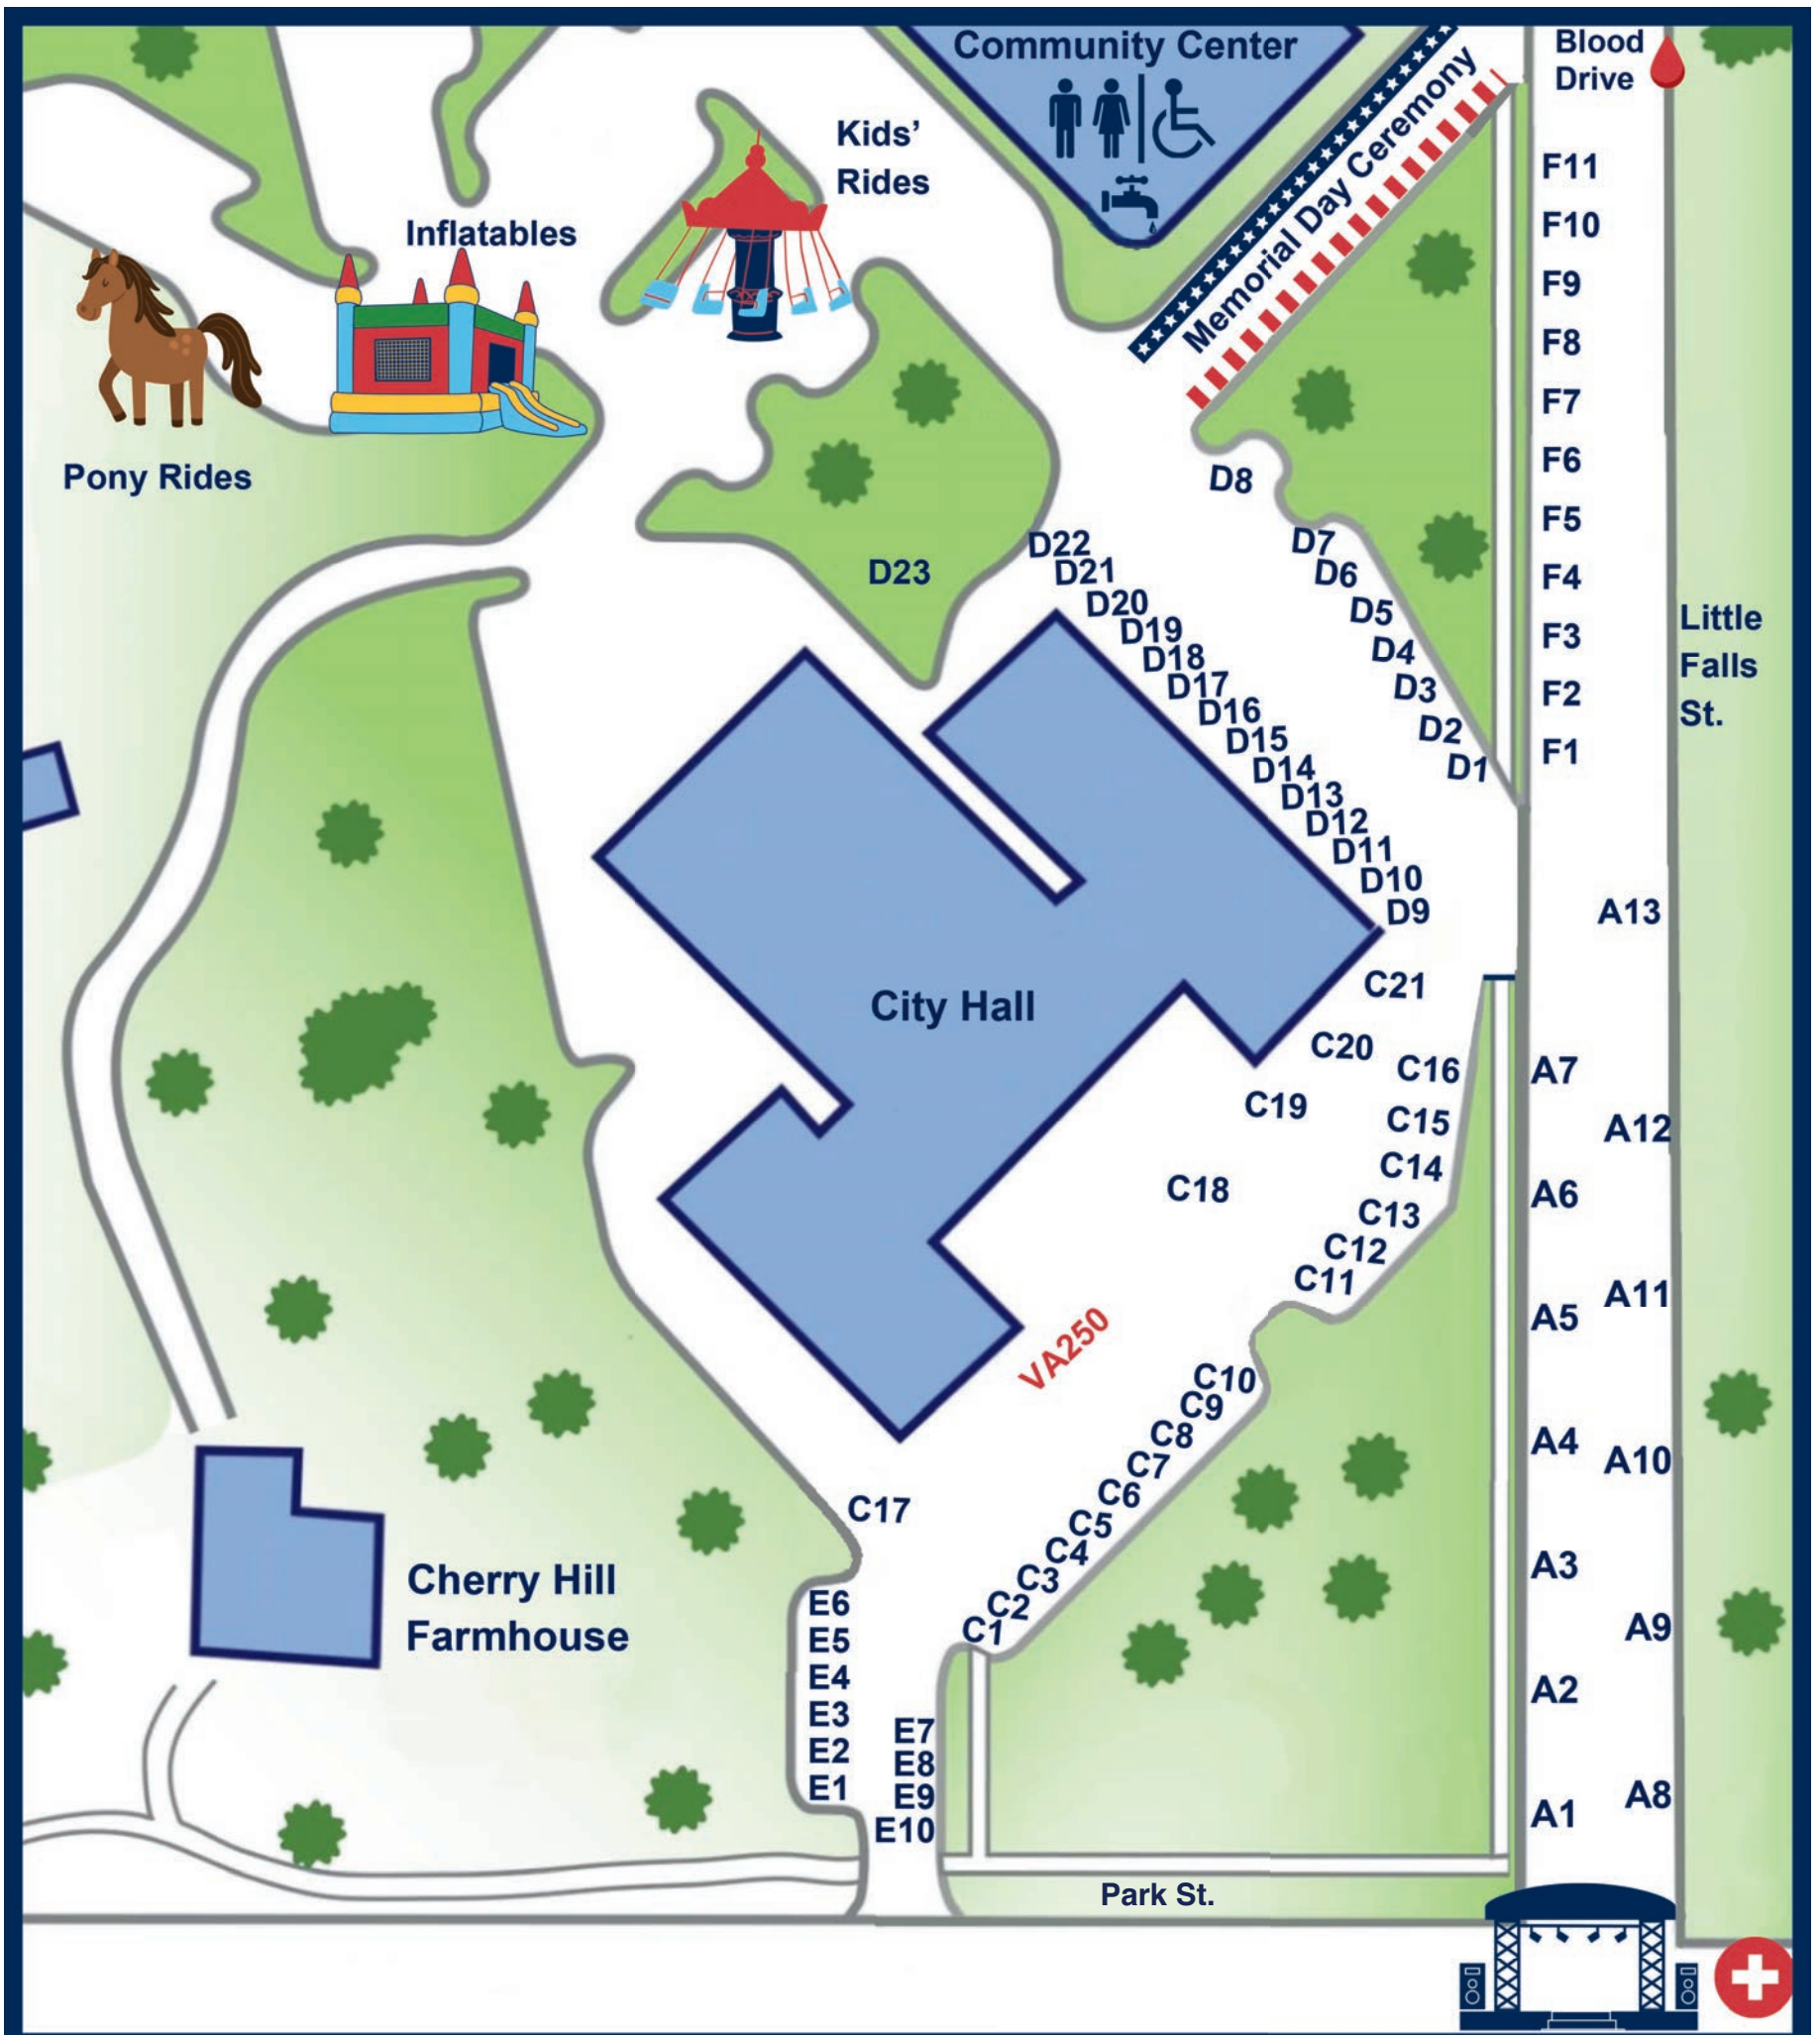 Community Center
Blood
Drive
Memorial Day Ceremony
Kids’
Rides
Inflatables
Pony Rides
F11
F10
F9
F8
F7
F6
F5
F4
F3
F2
F1
Little
Falls
St.
D8
D7
D6
D5
D4
D3
D2
D1
D23
D22
D21
D20
D19
D18
D17
D16
D15
D14
D13
D12
D11
D10
D9
A13
City Hall
C21
C20
C19
C18
C16
C15
C14
C13
C12
C11
VA250
C10
C9
C8
C7
C6
C5
C4
C3
C2
C1
C17
A7
A6
A5
A4
A3
A2
A1
A12
A11
A10
A9
A8
Cherry Hill
Farmhouse
E6
E5
E4
E3
E2
E1
E7
E8
E9
E10
Park St.